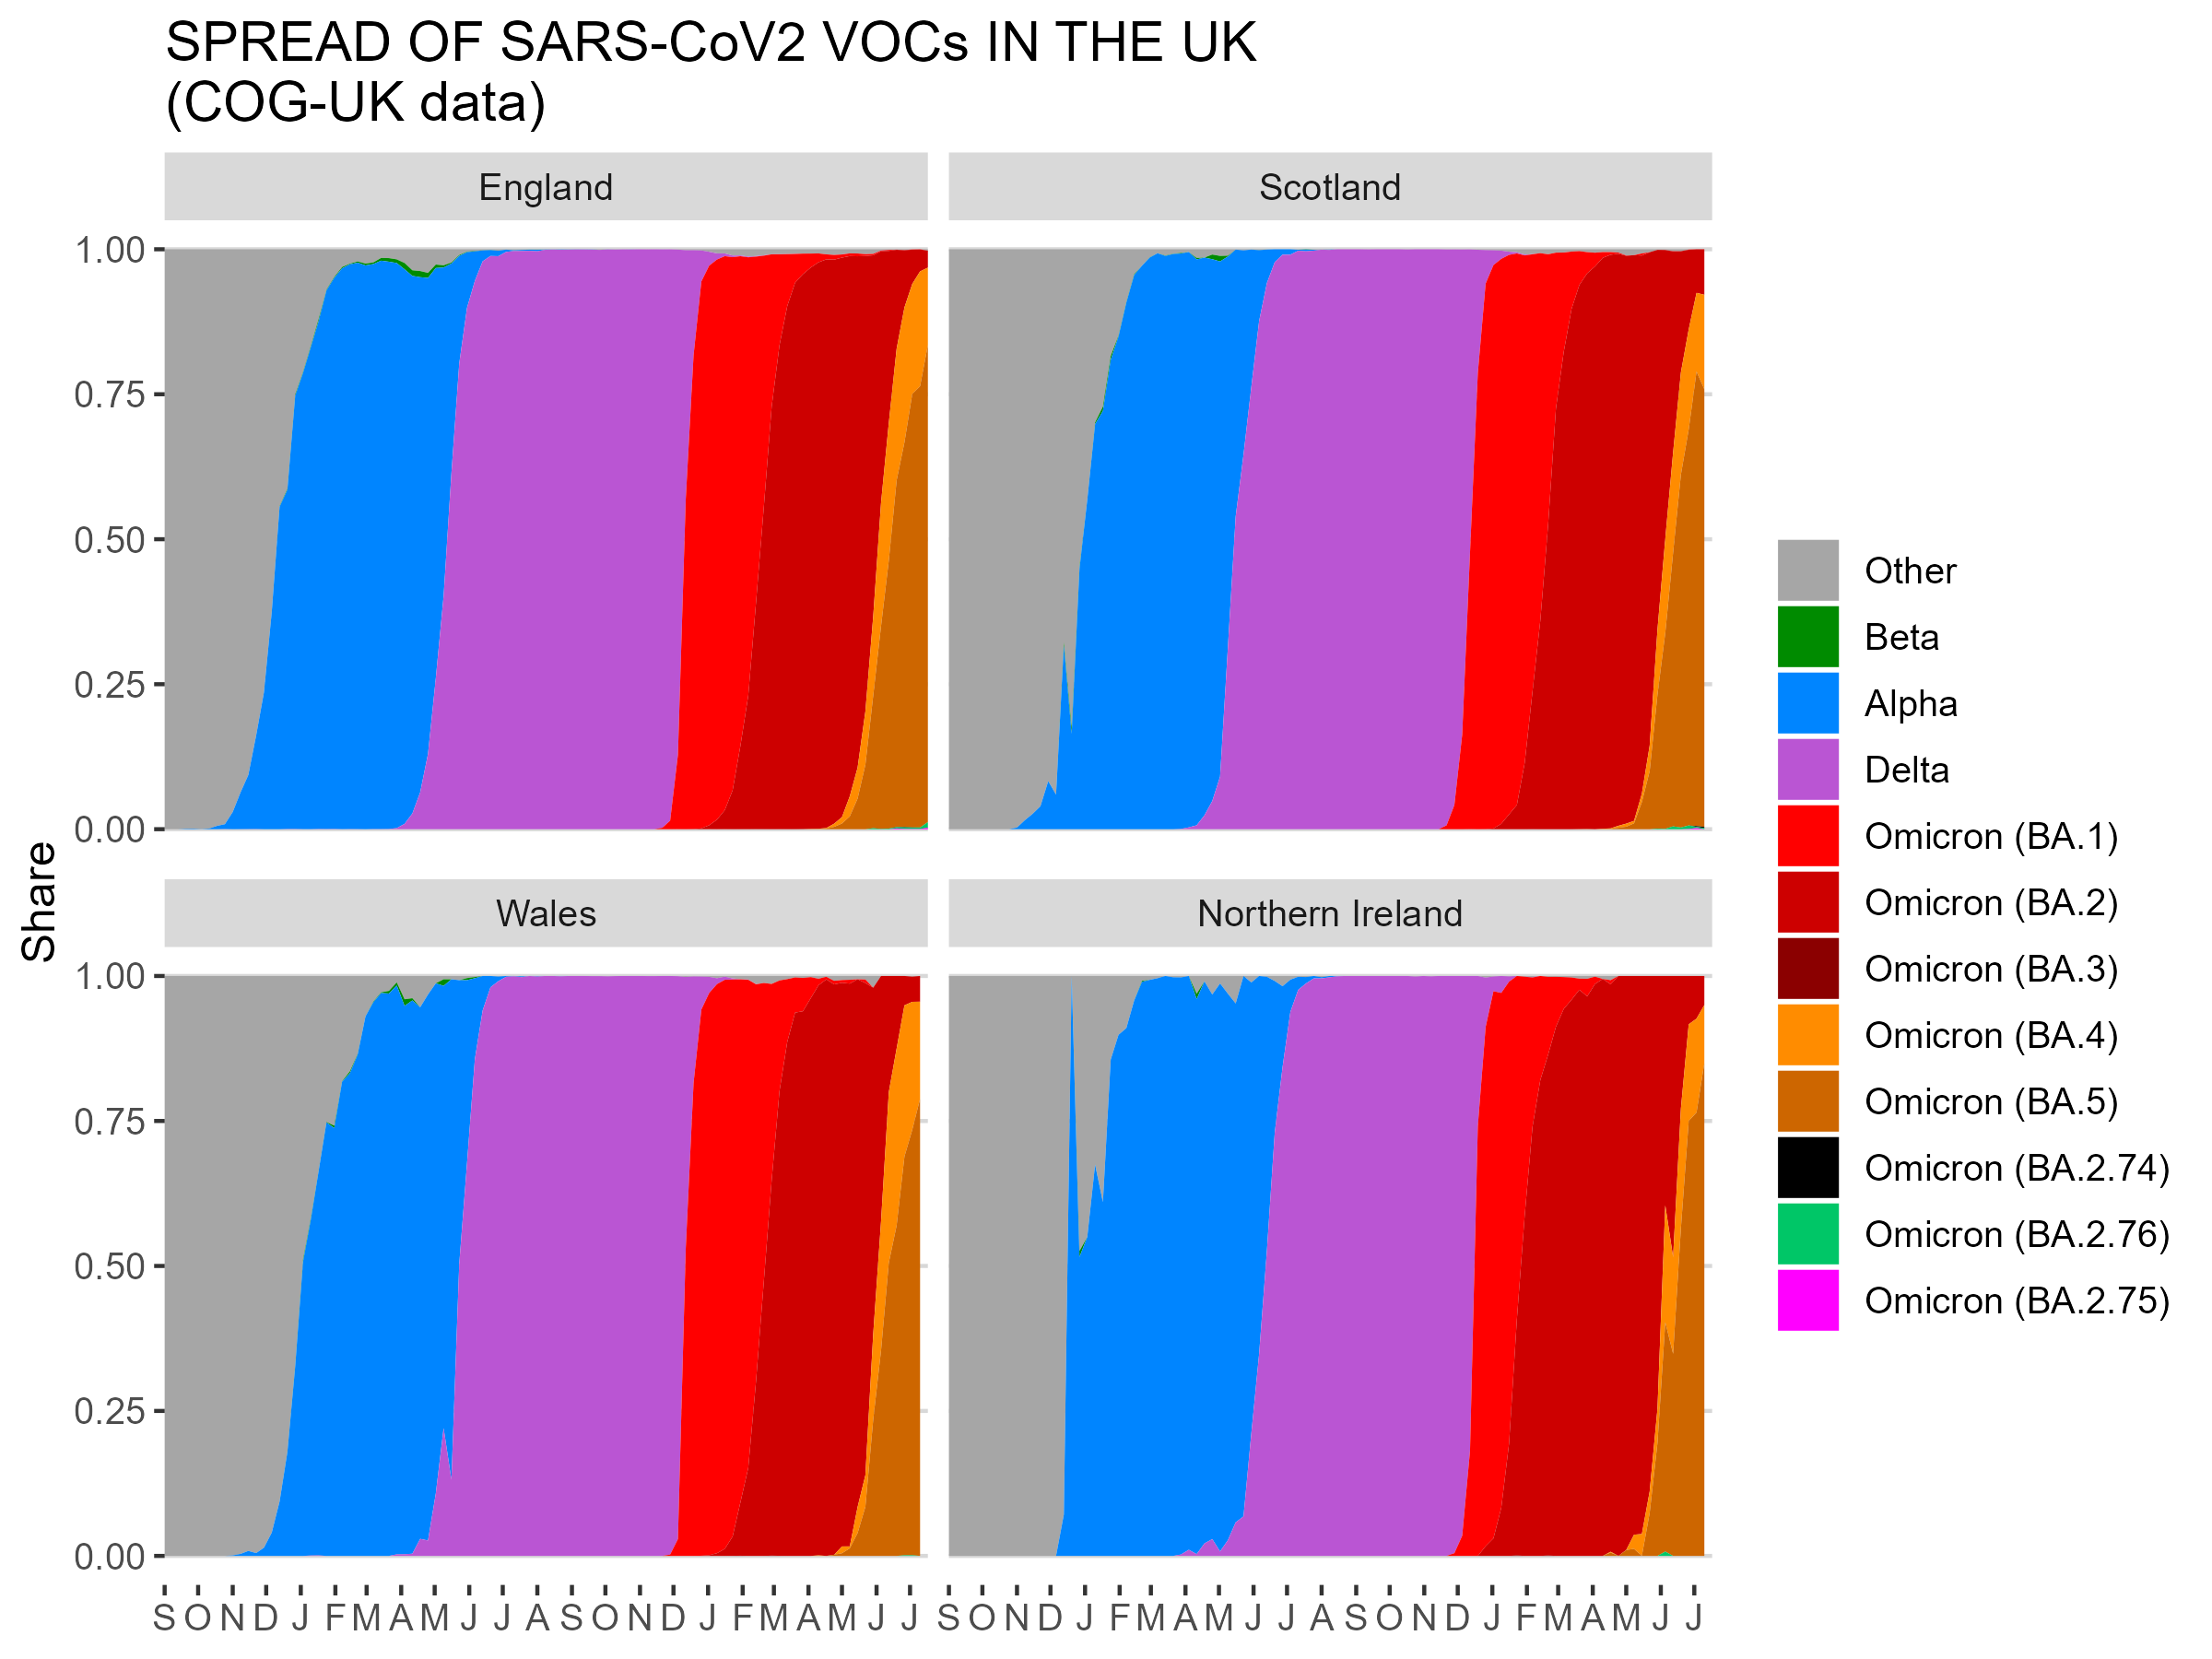 SPREAD OF SARS-CoV2 VOCs IN THE UK
(COG-UK data)
England
Scotland
1.00
0.75
0.50
0.25
0.00
Share
Wales
Northern Ireland
1.00
0.75
0.50
0.25
0.00
S O N D J F M A M J J A S O N D J F M A M J J
S O N D J F M A M J J A S O N D J F M A M J J
Other
Beta
Alpha
Delta
Omicron (BA.1)
Omicron (BA.2)
Omicron (BA.3)
Omicron (BA.4)
Omicron (BA.5)
Omicron (BA.2.74)
Omicron (BA.2.76)
Omicron (BA.2.75)